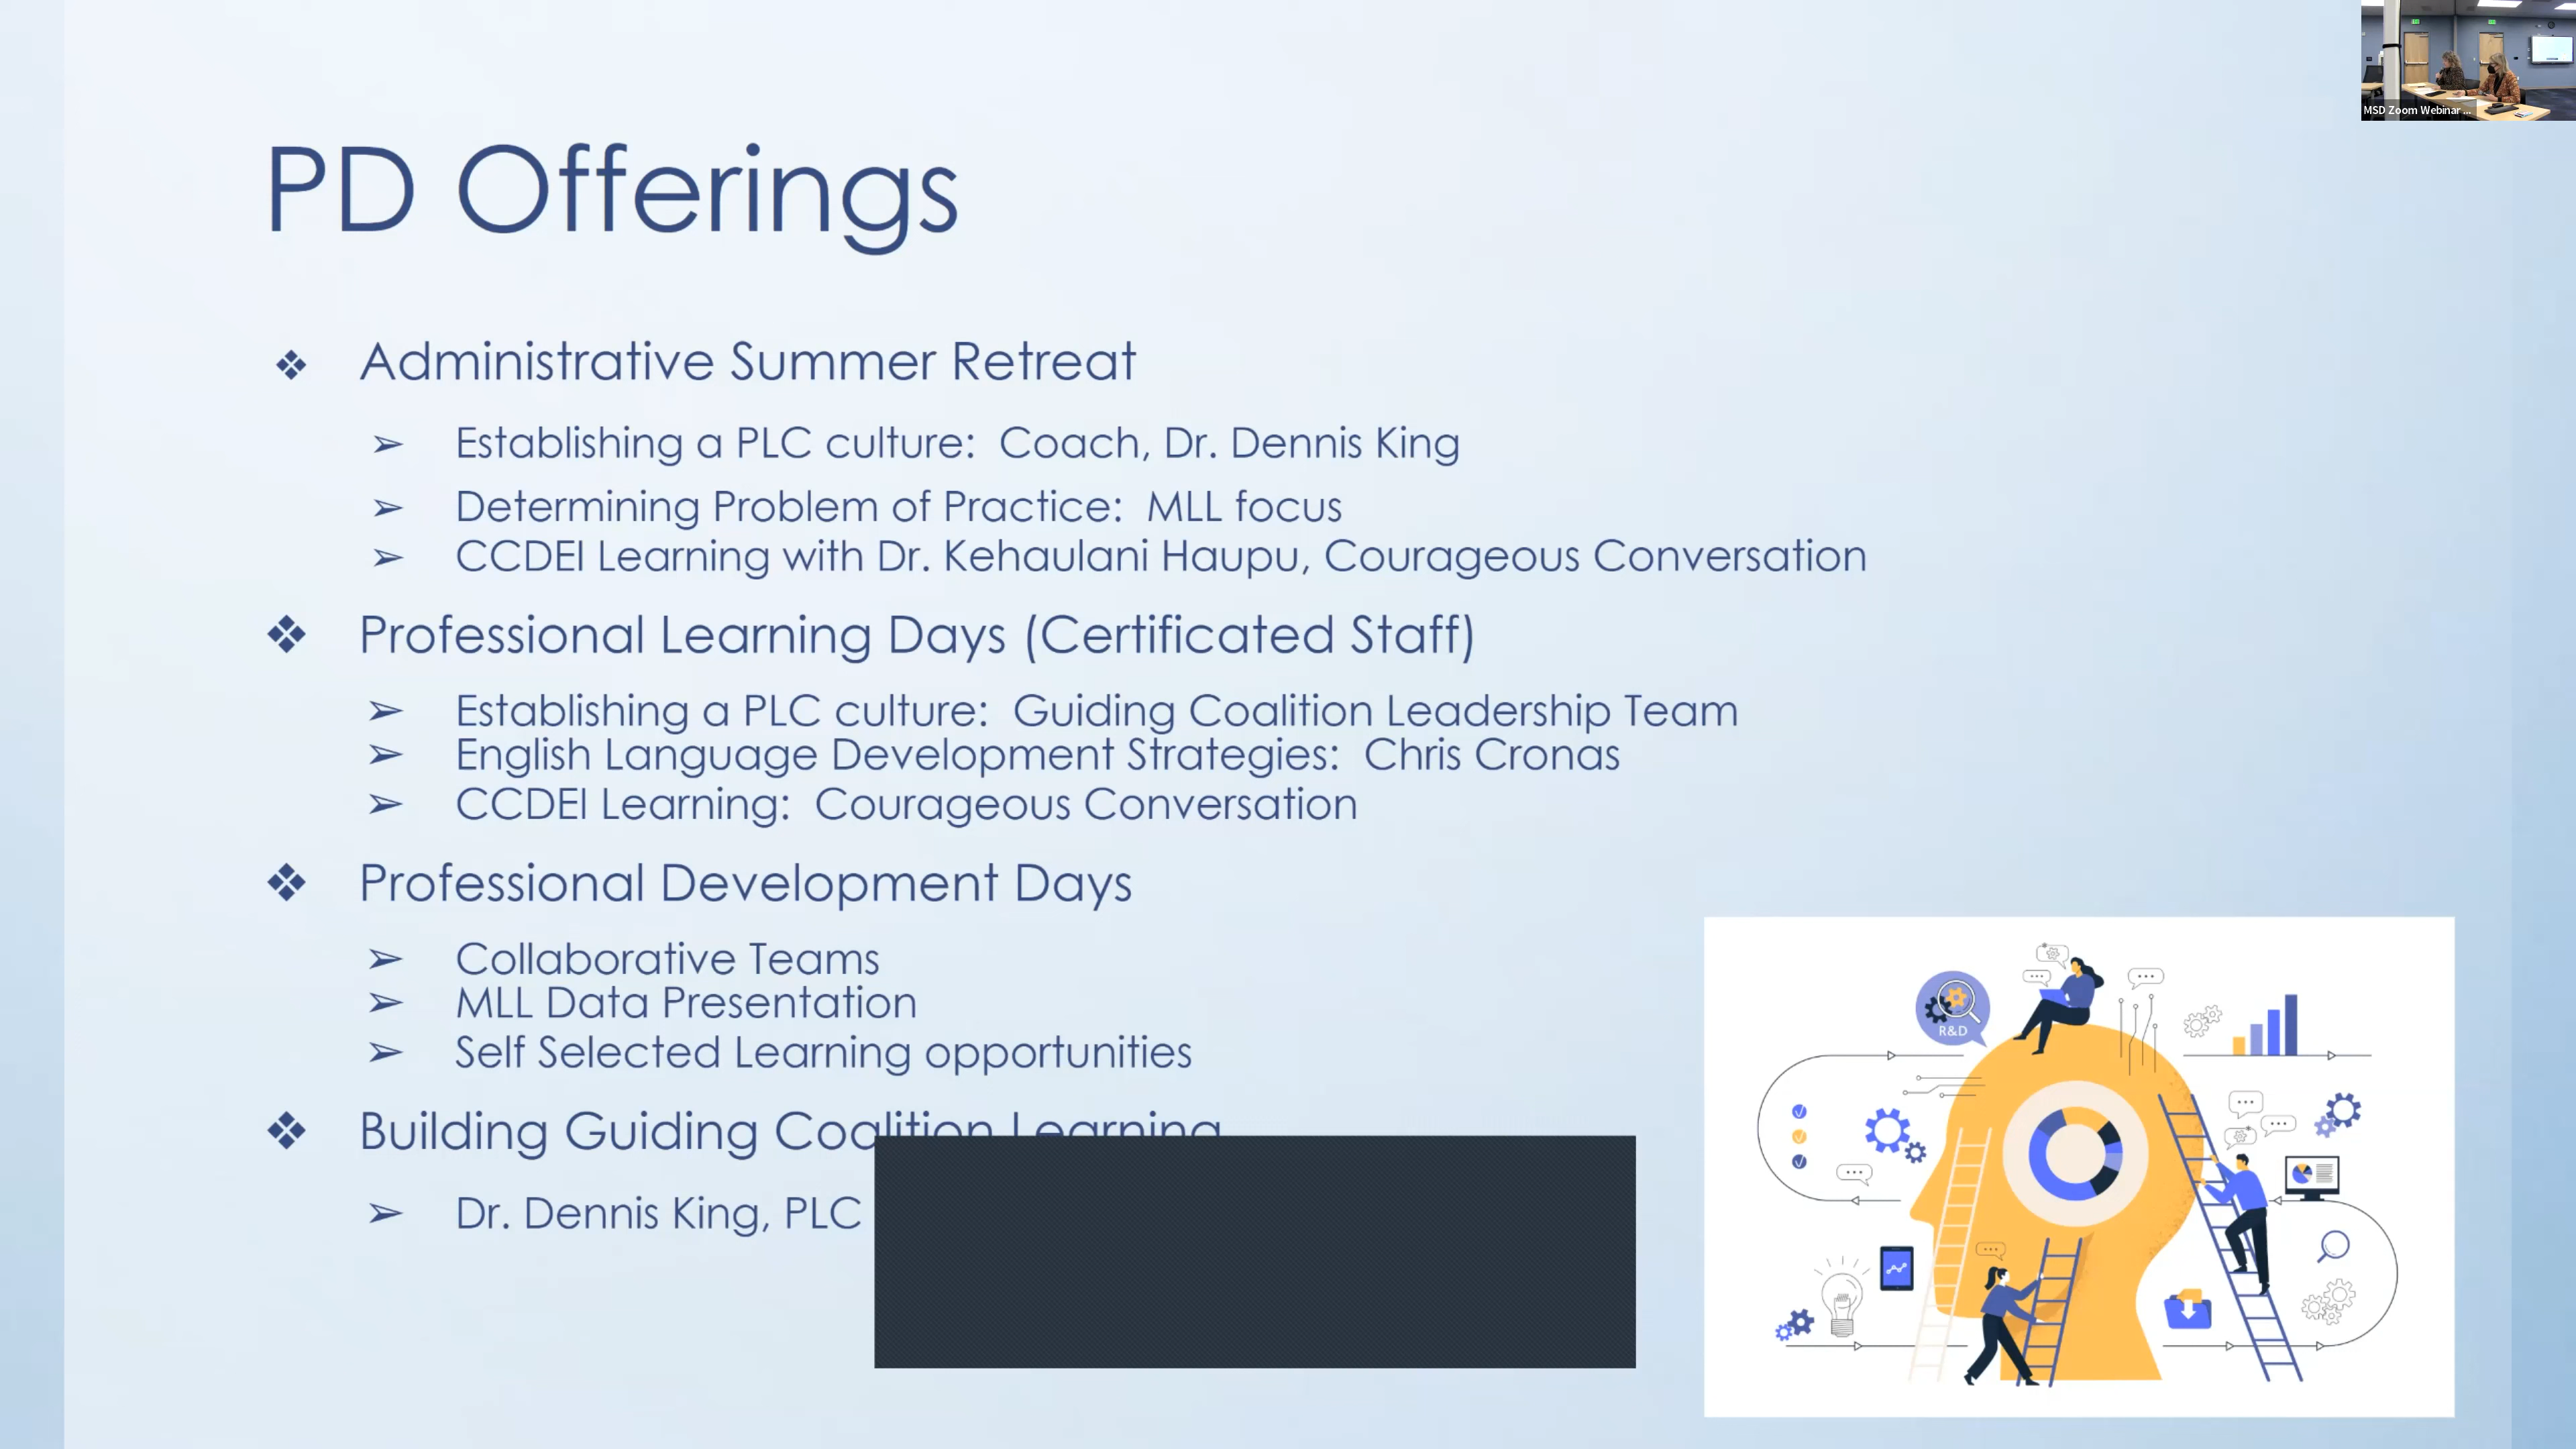 MSD Zoom Webinar ...
PD Offerings
❖ Administrative Summer Retreat
➢ Establishing a PLC culture: Coach, Dr. Dennis King
➢ Determining Problem of Practice: MLL focus
➢ CCDEI Learning with Dr. Kehaulani Haupu, Courageous Conversation
❖ Professional Learning Days (Certificated Staff)
➢ Establishing a PLC culture: Guiding Coalition Leadership Team
➢ English Language Development Strategies: Chris Cronas
➢ CCDEI Learning: Courageous Conversation
❖ Professional Development Days
➢ Collaborative Teams
➢ MLL Data Presentation
➢ Self Selected Learning opportunities
❖ Building Guiding Coalition Learning
➢ Dr. Dennis King, PLC
R&D